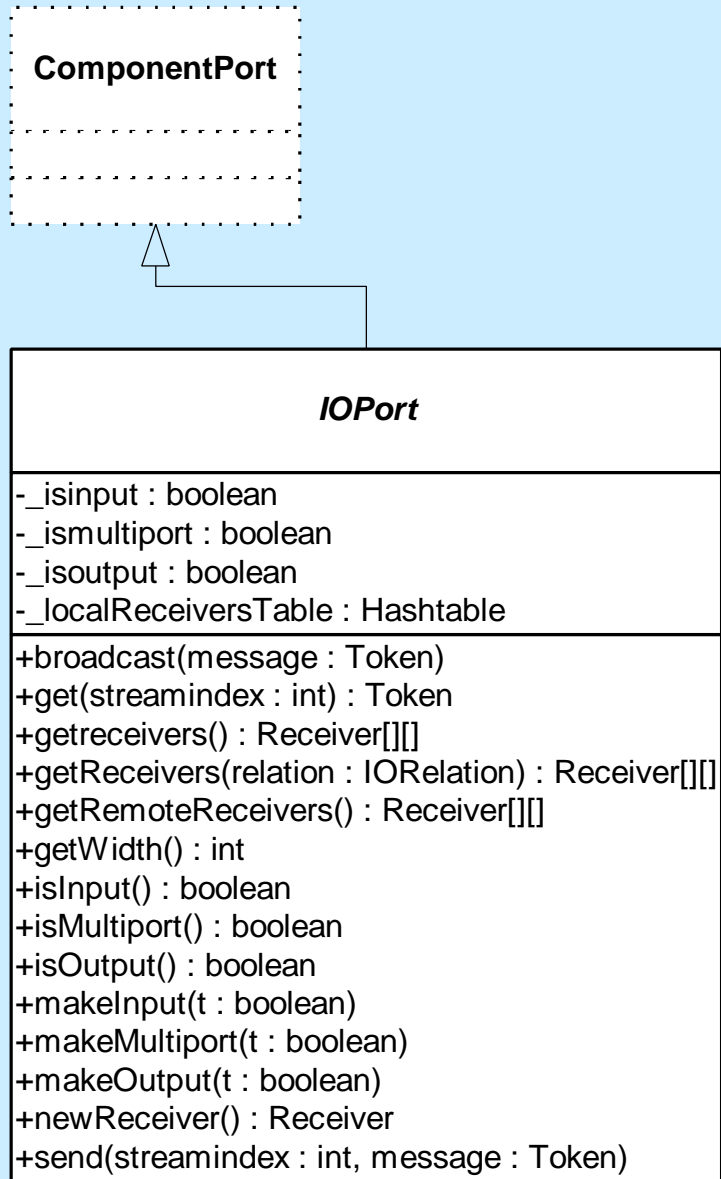 ComponentPort
IOPort
-_isinput : boolean
-_ismultiport : boolean
-_isoutput : boolean
-_localReceiversTable : Hashtable
+broadcast(message : Token)
+get(streamindex : int) : Token
+getreceivers() : Receiver[][]
+getReceivers(relation : IORelation) : Receiver[][]
+getRemoteReceivers() : Receiver[][]
+getWidth() : int
+isInput() : boolean
+isMultiport() : boolean
+isOutput() : boolean
+makeInput(t : boolean)
+makeMultiport(t : boolean)
+makeOutput(t : boolean)
+newReceiver() : Receiver
+send(streamindex : int, message : Token)